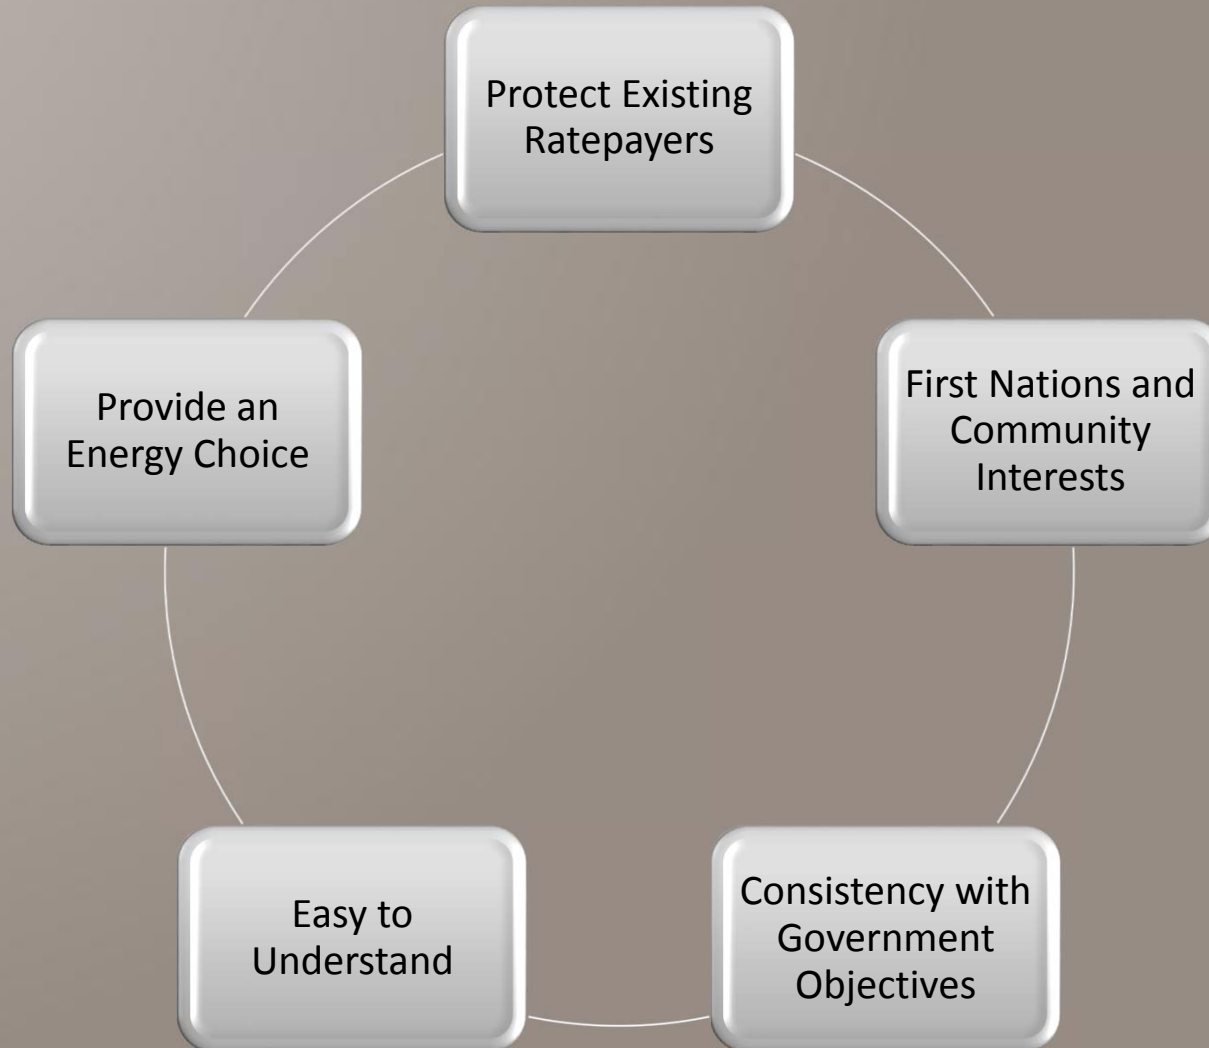 Protect Existing
Ratepayers
First Nations and
Community
Interests
Consistency with
Government
Objectives
Easy to
Understand
Provide an
Energy Choice